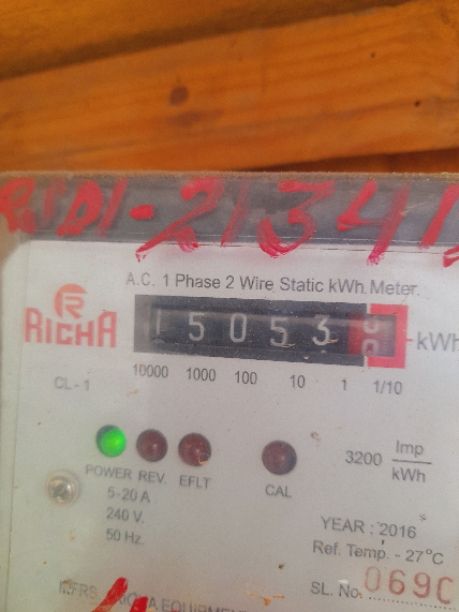 A.C. 1 Phase 2 Wire Static kWh Meter.
RICHA
15053
kWh
CL-1
10000 1000 100 10 1 1/10
POWER REV. EFLT CAL
3200 Imp/kWh
5-20 A
240 V.
50 Hz.
YEAR : 2016
Ref. Temp. - 27°C
SL. No. 069C